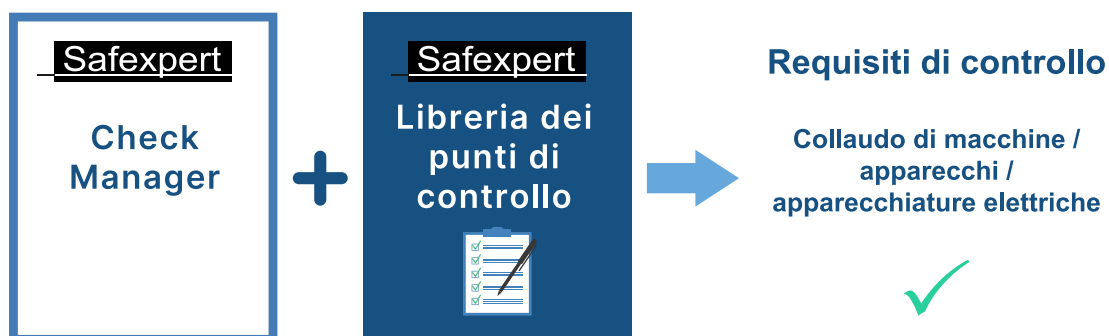 Safexpert
Check
Manager
Safexpert
Libreria dei
punti di
controllo
Requisiti di controllo
Collaudo di macchine /
apparecchi /
apparecchiature elettriche